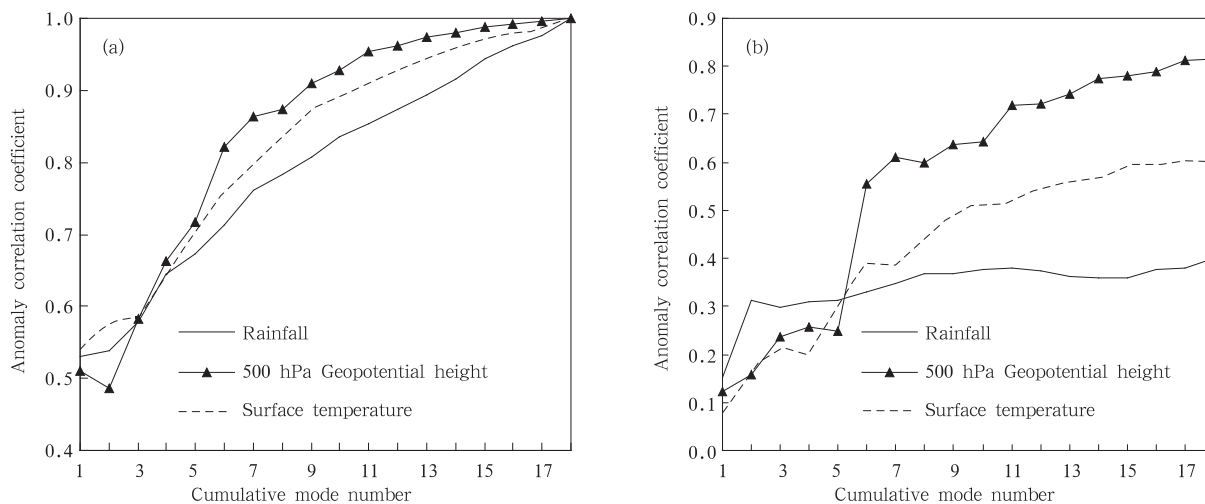 (a)
Anomaly correlation coefficient
1.0
0.9
0.8
0.7
0.6
0.5
0.4
Rainfall
500 hPa Geopotential height
Surface temperature
1 3 5 7 9 11 13 15 17
Cumulative mode number
(b)
Anomaly correlation coefficient
0.9
0.8
0.7
0.6
0.5
0.4
0.3
0.2
0.1
0.0
Rainfall
500 hPa Geopotential height
Surface temperature
1 3 5 7 9 11 13 15 17
Cumulative mode number